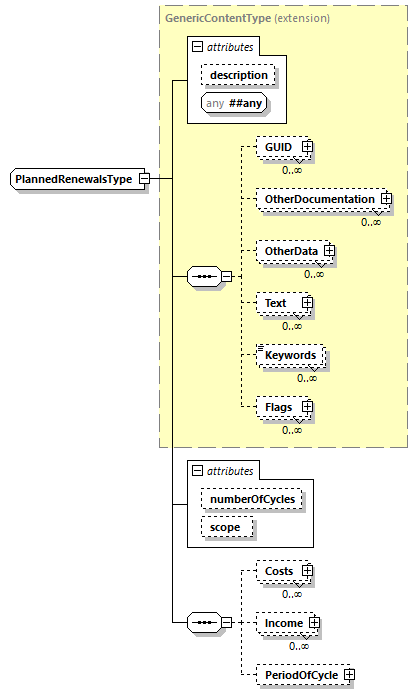 GenericContentType (extension)
attributes
description
any ##any
PlannedRenewalsType
GUID
0..∞
OtherDocumentation
0..∞
OtherData
0..∞
Text
0..∞
Keywords
0..∞
Flags
0..∞
attributes
numberOfCycles
scope
Costs
0..∞
Income
0..∞
PeriodOfCycle